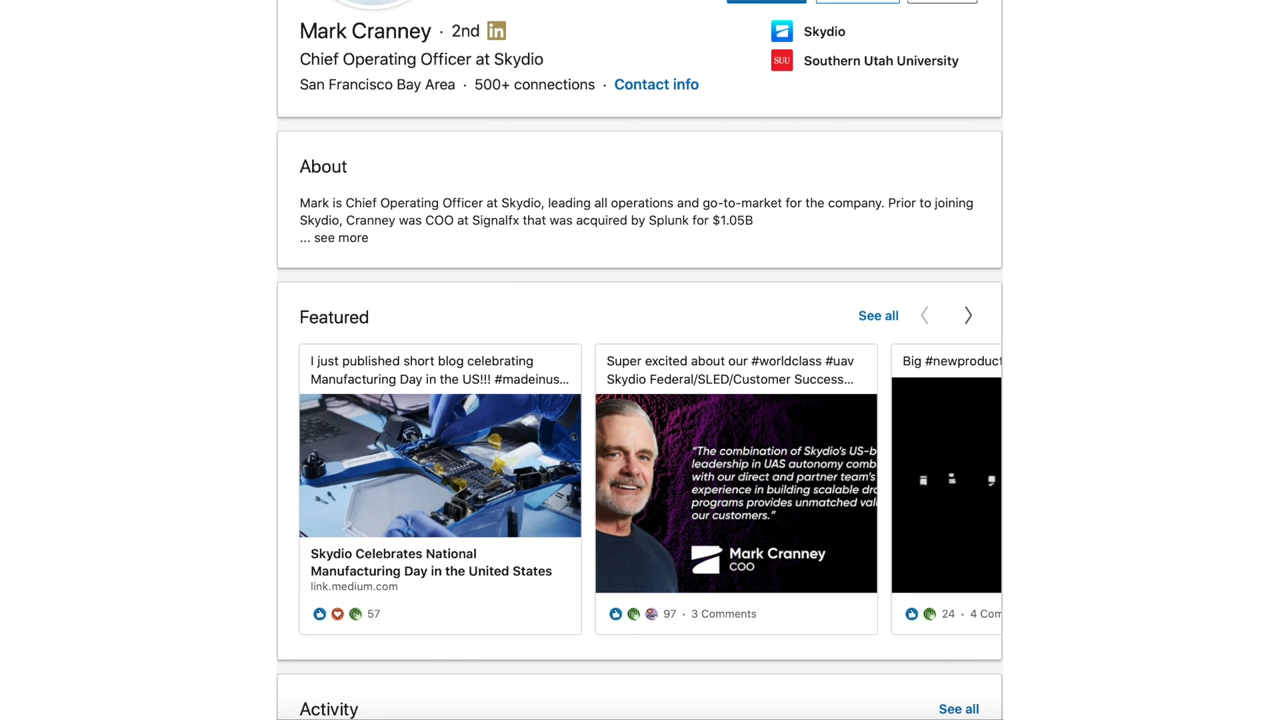 Mark Cranney · 2nd in
Chief Operating Officer at Skydio
San Francisco Bay Area · 500+ connections · Contact info
Skydio
SUU Southern Utah University
About
Mark is Chief Operating Officer at Skydio, leading all operations and go-to-market for the company. Prior to joining
Skydio, Cranney was COO at Signalfx that was acquired by Splunk for $1.05B
... see more
Featured
See all
I just published short blog celebrating
Manufacturing Day in the US!!! #madeinus...
Skydio Celebrates National
Manufacturing Day in the United States
link.medium.com
57
Super excited about our #worldclass #uav
Skydio Federal/SLED/Customer Success...
"The combination of Skydio's US-b
leadership in UAS autonomy comb
with our direct and partner team's
experience in building scalable dro
programs provides unmatched val
our customers."
Mark Cranney
COO
97 · 3 Comments
Big #newproduct
24 · 4 Com
Activity
See all